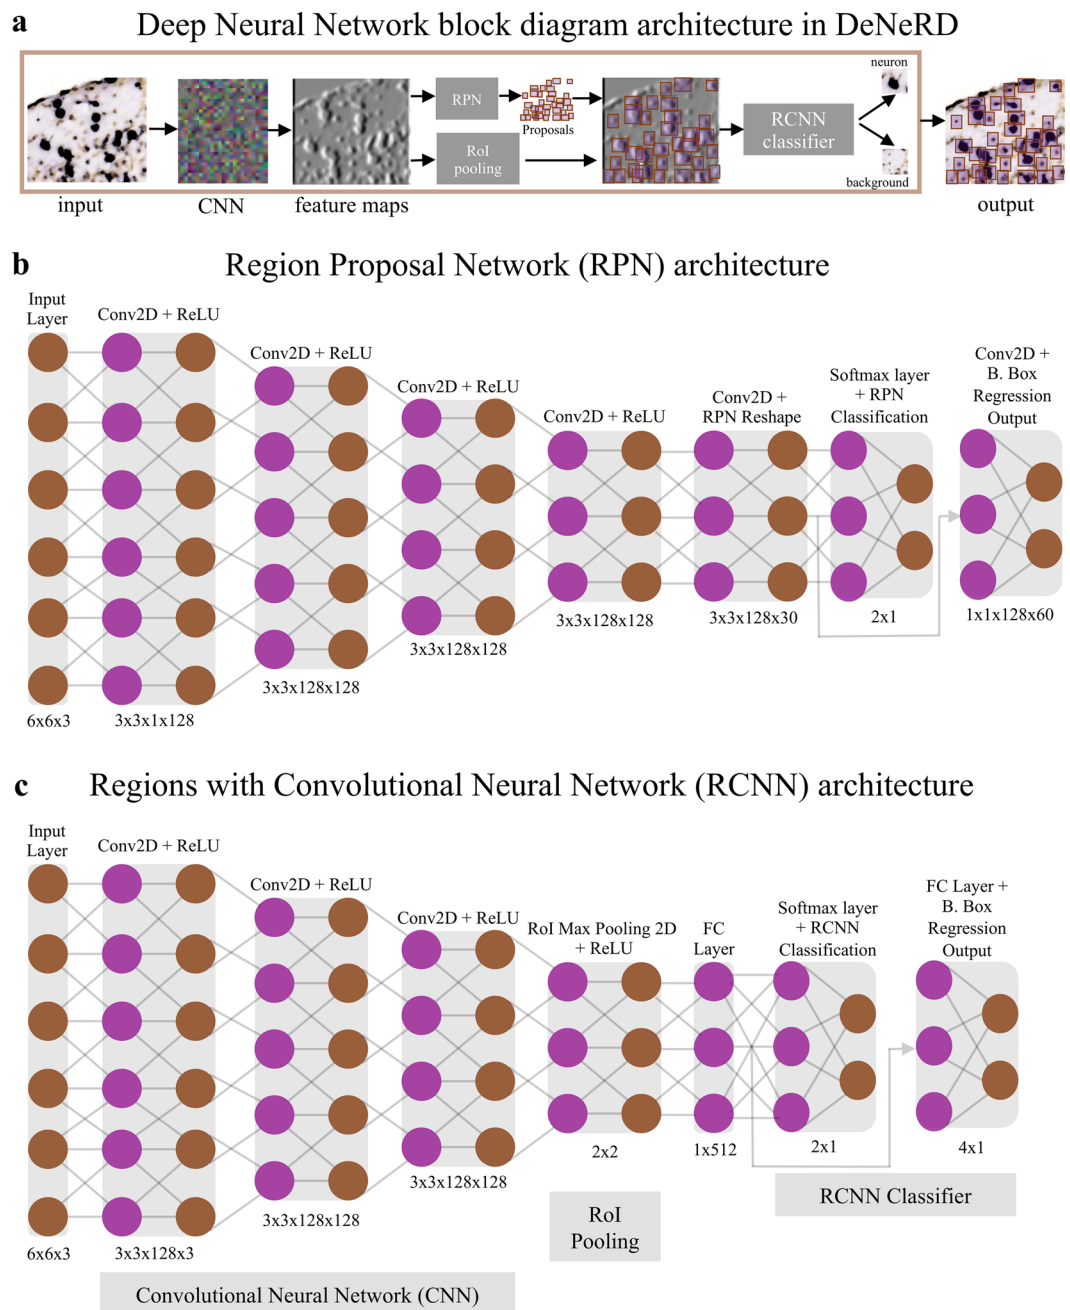 a
Deep Neural Network block diagram architecture in DeNeRD
neuron
RPN
Proposals
RoI
pooling
RCNN
classifier
background
input
CNN
feature maps
output
b
Region Proposal Network (RPN) architecture
Input
Layer
Conv2D + ReLU
Conv2D + ReLU
Conv2D + ReLU
Conv2D + ReLU
Conv2D +
RPN Reshape
Softmax layer
+ RPN
Classification
Conv2D +
B. Box
Regression
Output
6x6x3
3x3x1x128
3x3x128x128
3x3x128x128
3x3x128x128
3x3x128x30
2x1
1x1x128x60
c
Regions with Convolutional Neural Network (RCNN) architecture
Input
Layer
Conv2D + ReLU
Conv2D + ReLU
Conv2D + ReLU
RoI Max Pooling 2D
+ ReLU
FC
Layer
Softmax layer
+ RCNN
Classification
FC Layer +
B. Box
Regression
Output
6x6x3
3x3x128x3
3x3x128x128
3x3x128x128
2x2
1x512
2x1
4x1
Convolutional Neural Network (CNN)
RoI
Pooling
RCNN Classifier